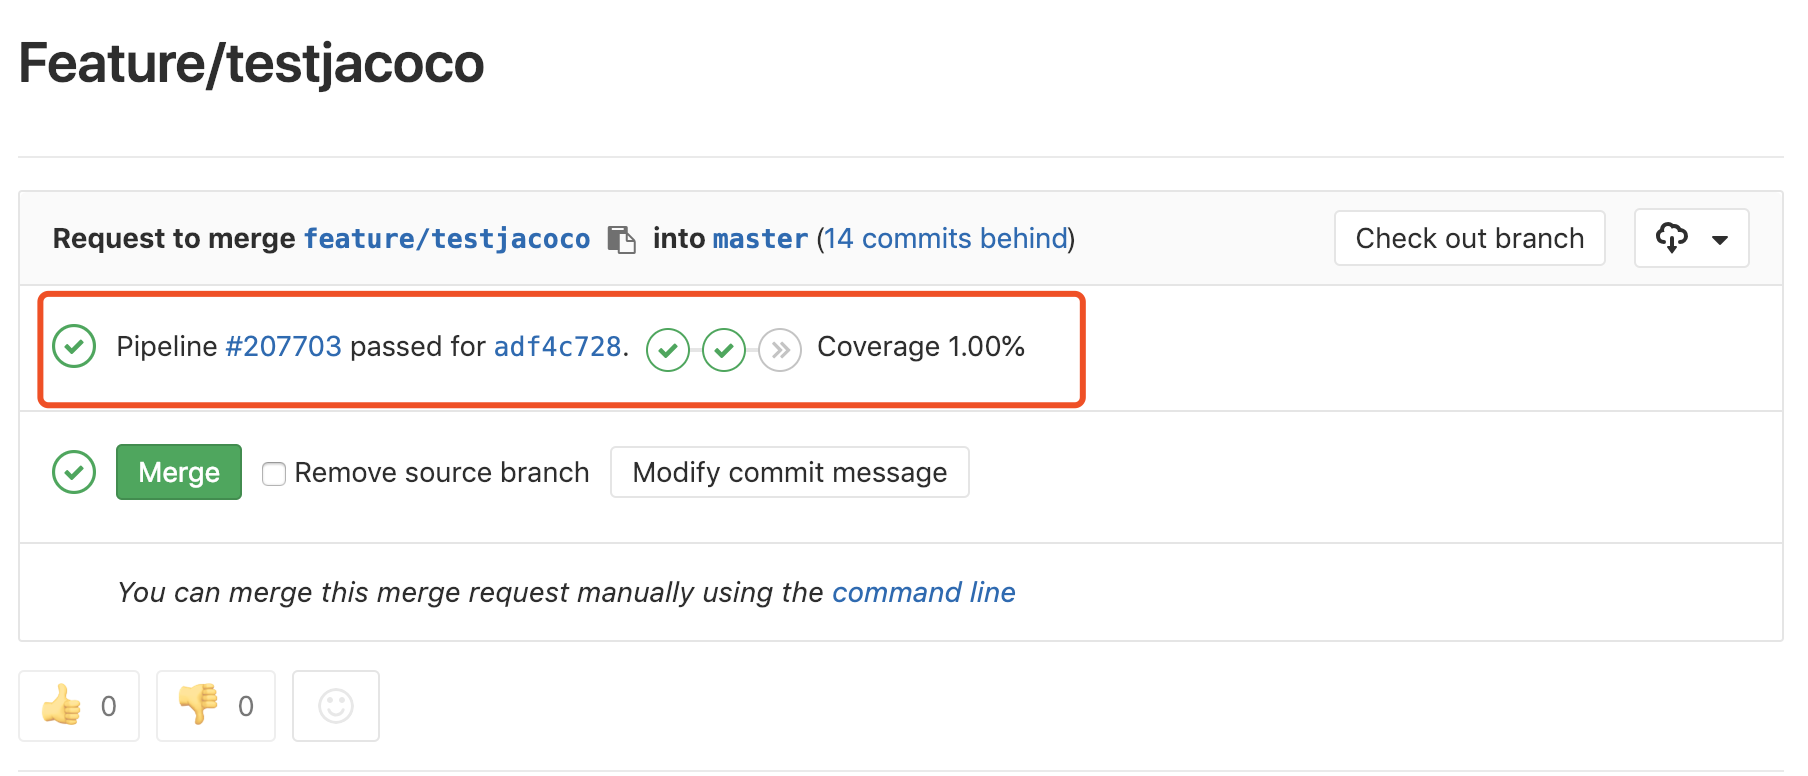 Feature/testjacoco
Request to merge feature/testjacoco into master (14 commits behind) Check out branch
Pipeline #207703 passed for adf4c728. Coverage 1.00%
Merge Remove source branch Modify commit message
You can merge this merge request manually using the command line
0 0